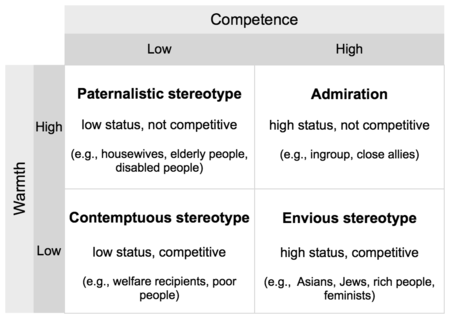 Competence
Low
High
Warmth
High
Paternalistic stereotype
low status, not competitive
(e.g., housewives, elderly people,
disabled people)
Admiration
high status, not competitive
(e.g., ingroup, close allies)
Low
Contemptuous stereotype
low status, competitive
(e.g., welfare recipients, poor
people)
Envious stereotype
high status, competitive
(e.g., Asians, Jews, rich people,
feminists)